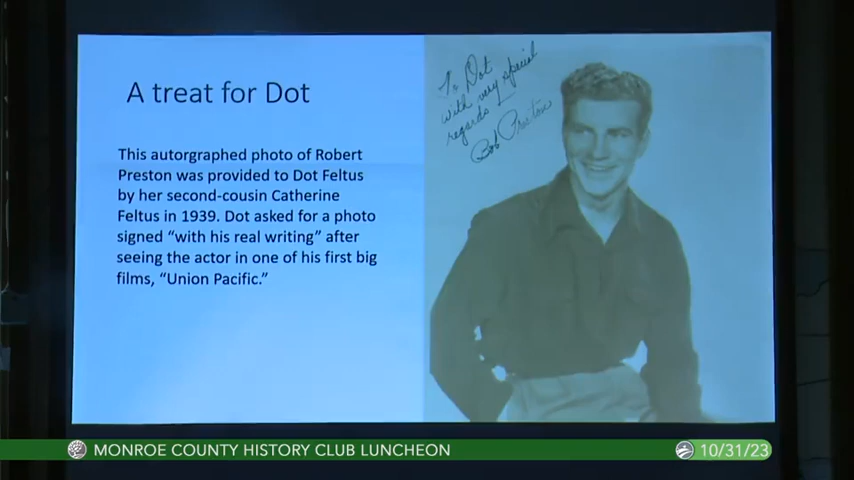 A treat for Dot
This autorgraphed photo of Robert
Preston was provided to Dot Feltus
by her second-cousin Catherine
Feltus in 1939. Dot asked for a photo
signed “with his real writing” after
seeing the actor in one of his first big
films, “Union Pacific.”
To Dot
with very special
regards
Bob Preston
MONROE COUNTY HISTORY CLUB LUNCHEON
10/31/23